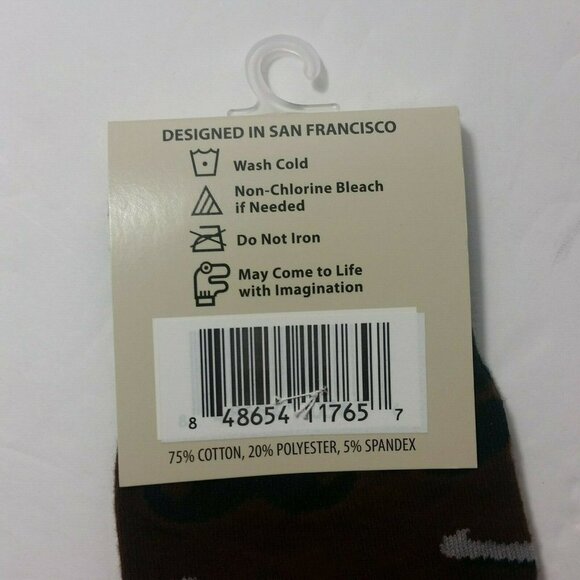 DESIGNED IN SAN FRANCISCO
Wash Cold
Non-Chlorine Bleach
if Needed
Do Not Iron
May Come to Life
with Imagination
8 48654 11765 7
75% COTTON, 20% POLYESTER, 5% SPANDEX